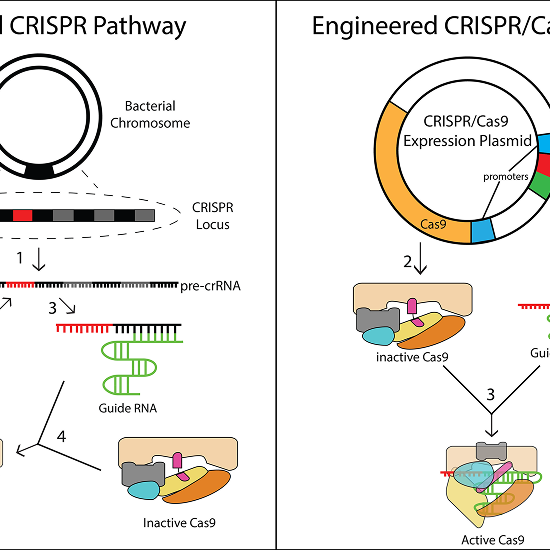 l CRISPR Pathway
Bacterial
Chromosome
CRISPR
Locus
1
pre-crRNA
3
Guide RNA
4
Inactive Cas9
Engineered CRISPR/Ca
CRISPR/Cas9
Expression Plasmid
promoters
Cas9
2
inactive Cas9
Gui
3
Active Cas9